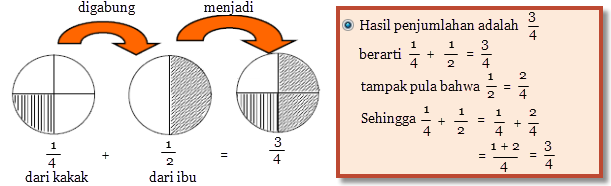 digabung menjadi
1/4 + 1/2 = 3/4
dari kakak dari ibu
Hasil penjumlahan adalah 3/4
berarti 1/4 + 1/2 = 3/4
tampak pula bahwa 1/2 = 2/4
Sehingga 1/4 + 1/2 = 1/4 + 2/4
= 1 + 2/4 = 3/4